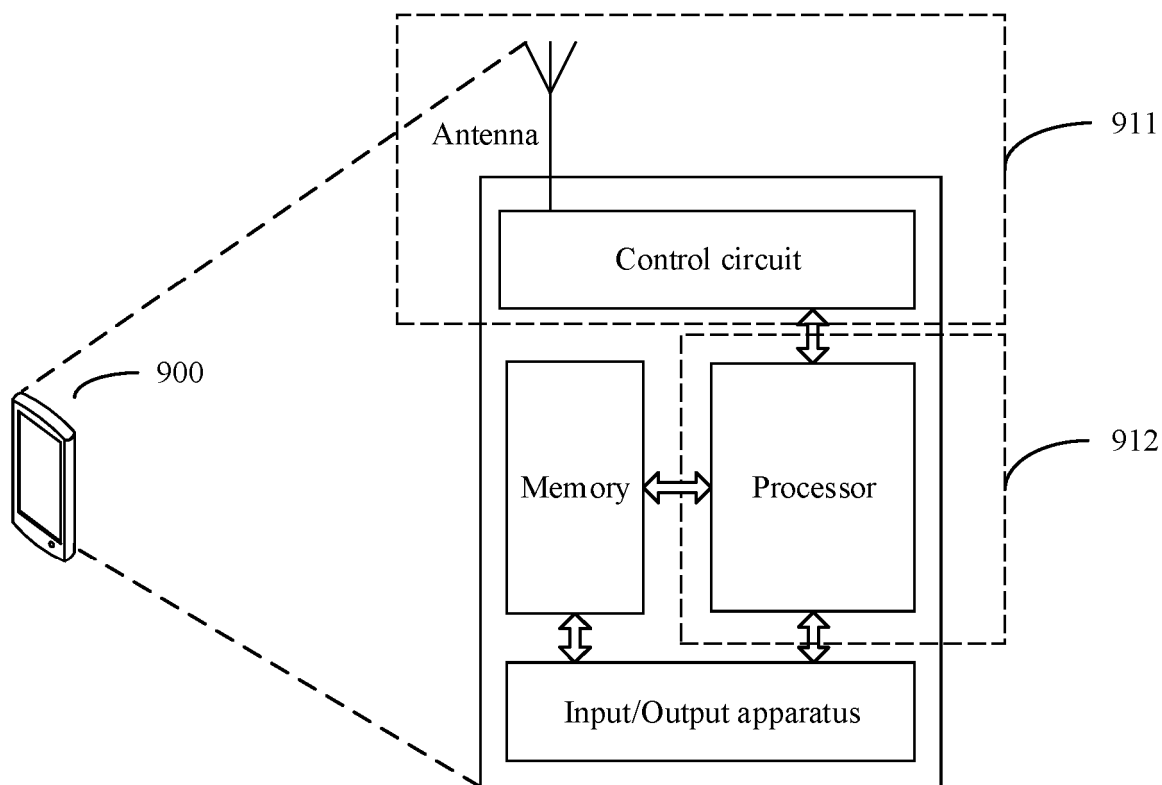 911
Antenna
Control circuit
900
912
Memory
Processor
Input/Output apparatus